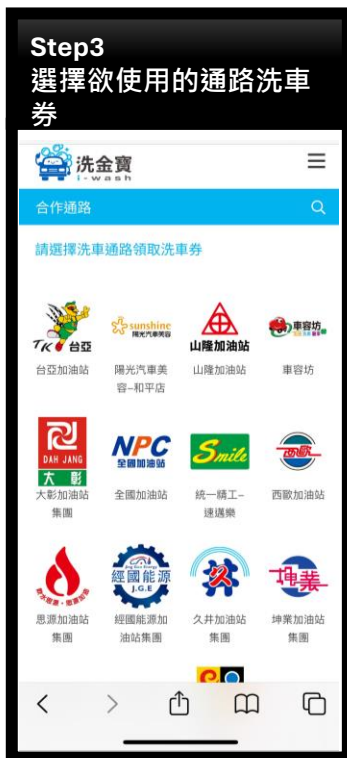 Step3
選擇欲使用的通路洗車
券
洗金寶
i-wash
合作通路
請選擇洗車通路領取洗車券
TK 台亞
sunshine
陽光汽車美容
山隆加油站
車容坊
台亞加油站
陽光汽車美
容-和平店
山隆加油站
車容坊
DAH JANG
大彰
NPC
全國加油站
Smile
西歐
大彰加油站
集團
全國加油站
統一精工-
速邁樂
西歐加油站
經國能源
J.G.E
久井
坤業
思源加油站
集團
經國能源加
油站集團
久井加油站
集團
坤業加油站
集團